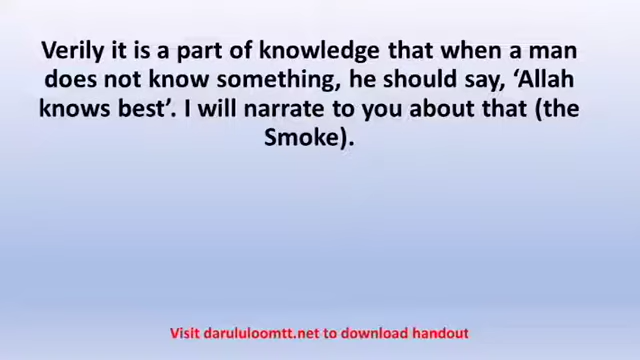 Verily it is a part of knowledge that when a man
does not know something, he should say, ‘Allah
knows best’. I will narrate to you about that (the
Smoke).
Visit darululoomtt.net to download handout